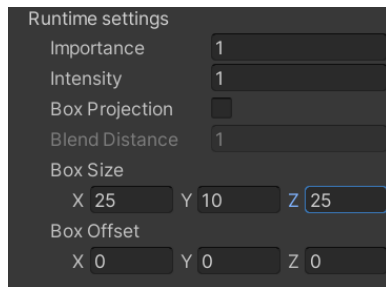 Runtime settings
Importance 1
Intensity 1
Box Projection
Blend Distance 1
Box Size
X 25 Y 10 Z 25
Box Offset
X 0 Y 0 Z 0